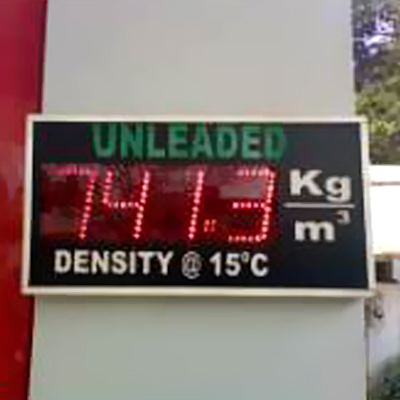 UNLEADED
741.3 Kg/m³
DENSITY @ 15°C